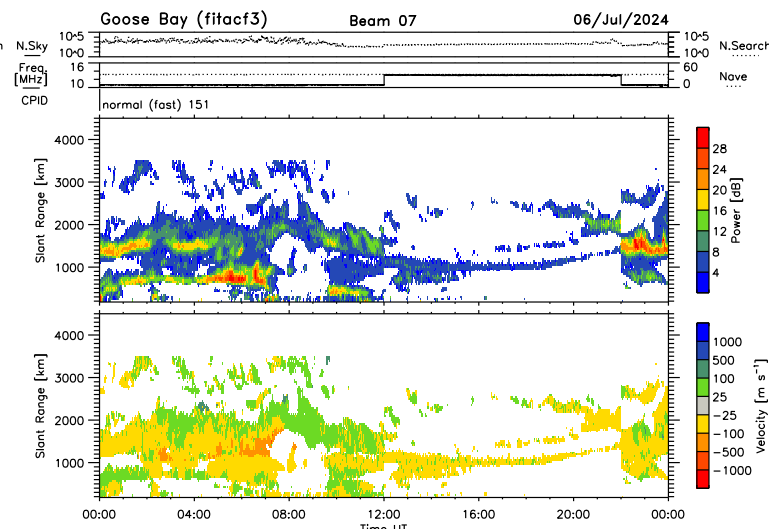 Goose Bay (fitacf3) Beam 07 06/Jul/2024
N.Sky 10^5 10^0 10^5 10^0 N.Search
Freq. [MHz] 16 10 60 0 Nave
CPID normal (fast) 151
Slant Range [km] 4000 3000 2000 1000
28 24 20 16 12 8 4 Power [dB]
Slant Range [km] 4000 3000 2000 1000
1000 500 100 25 -25 -100 -500 -1000 Velocity [m s⁻¹]
00:00 04:00 08:00 12:00 16:00 20:00 00:00
Time UT